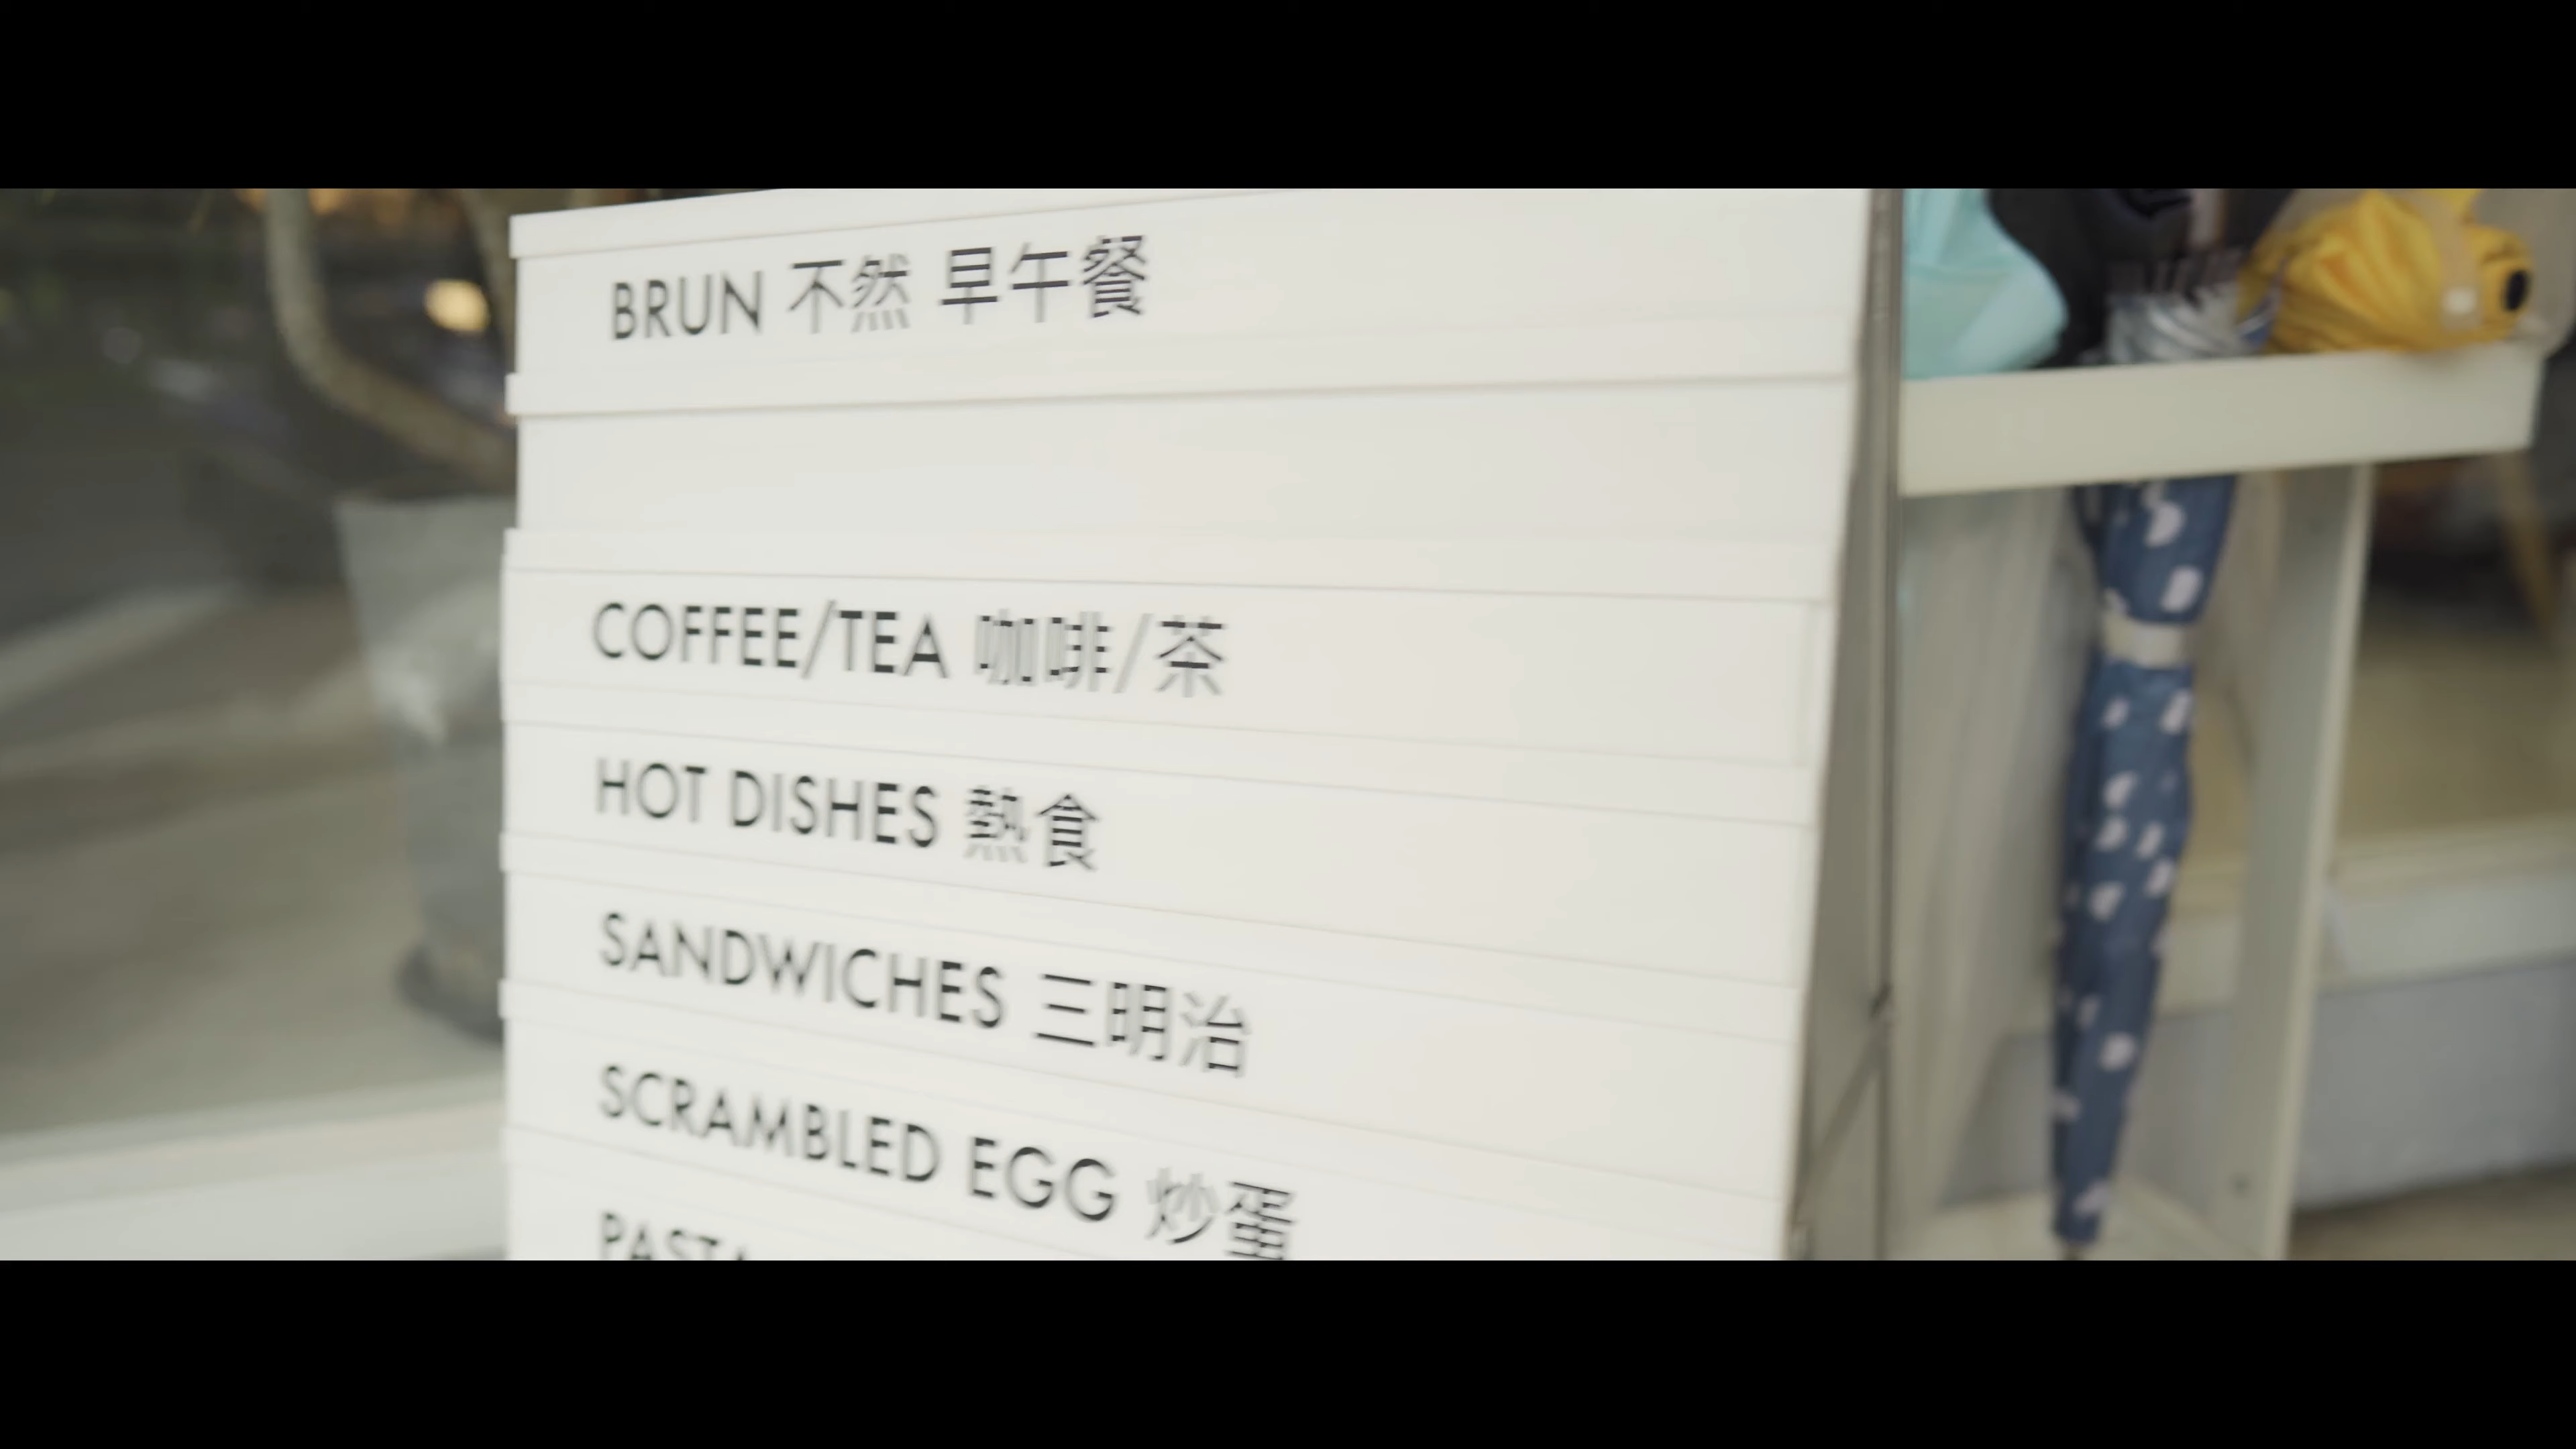 BRUN 不然 早午餐
COFFEE/TEA 咖啡/茶
HOT DISHES 熱食
SANDWICHES 三明治
SCRAMBLED EGG 炒蛋
PASTA